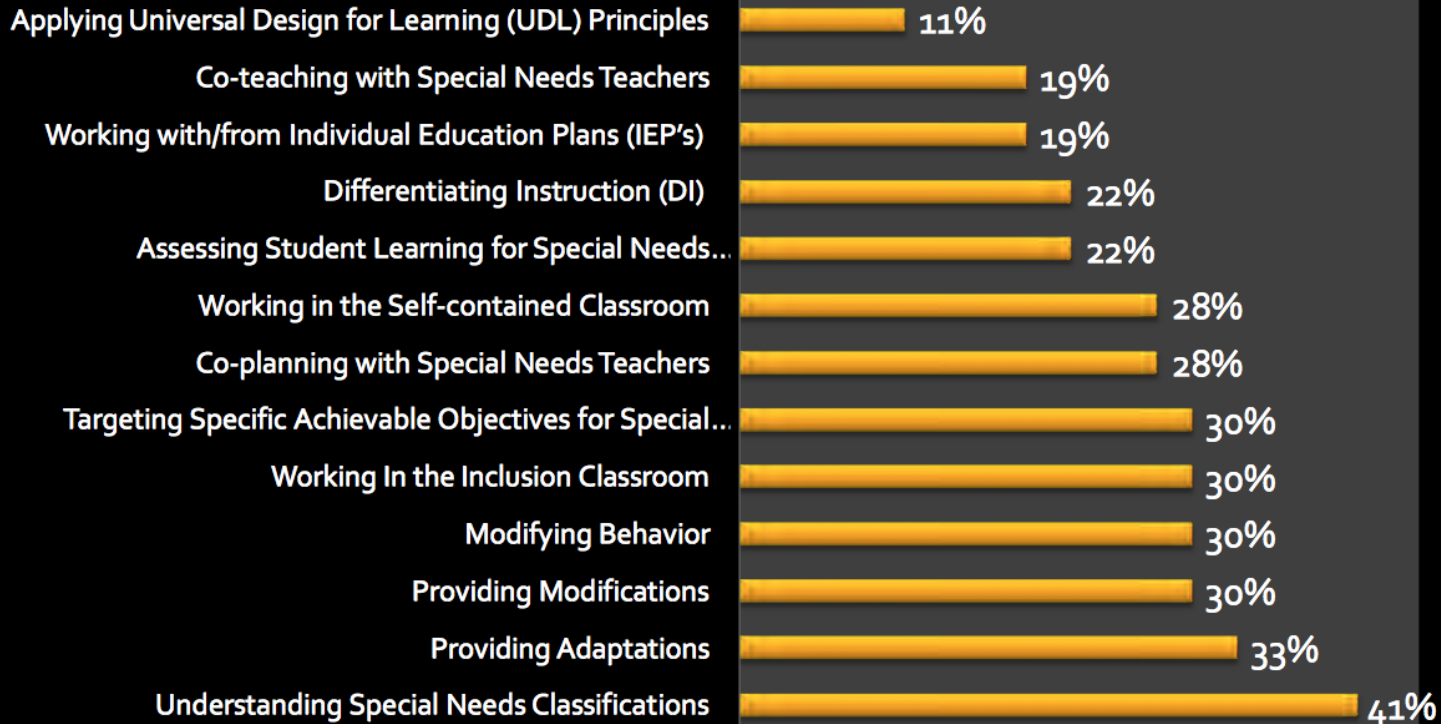 Applying Universal Design for Learning (UDL) Principles 11%
Co-teaching with Special Needs Teachers 19%
Working with/from Individual Education Plans (IEP's) 19%
Differentiating Instruction (DI) 22%
Assessing Student Learning for Special Needs... 22%
Working in the Self-contained Classroom 28%
Co-planning with Special Needs Teachers 28%
Targeting Specific Achievable Objectives for Special... 30%
Working In the Inclusion Classroom 30%
Modifying Behavior 30%
Providing Modifications 30%
Providing Adaptations 33%
Understanding Special Needs Classifications 41%